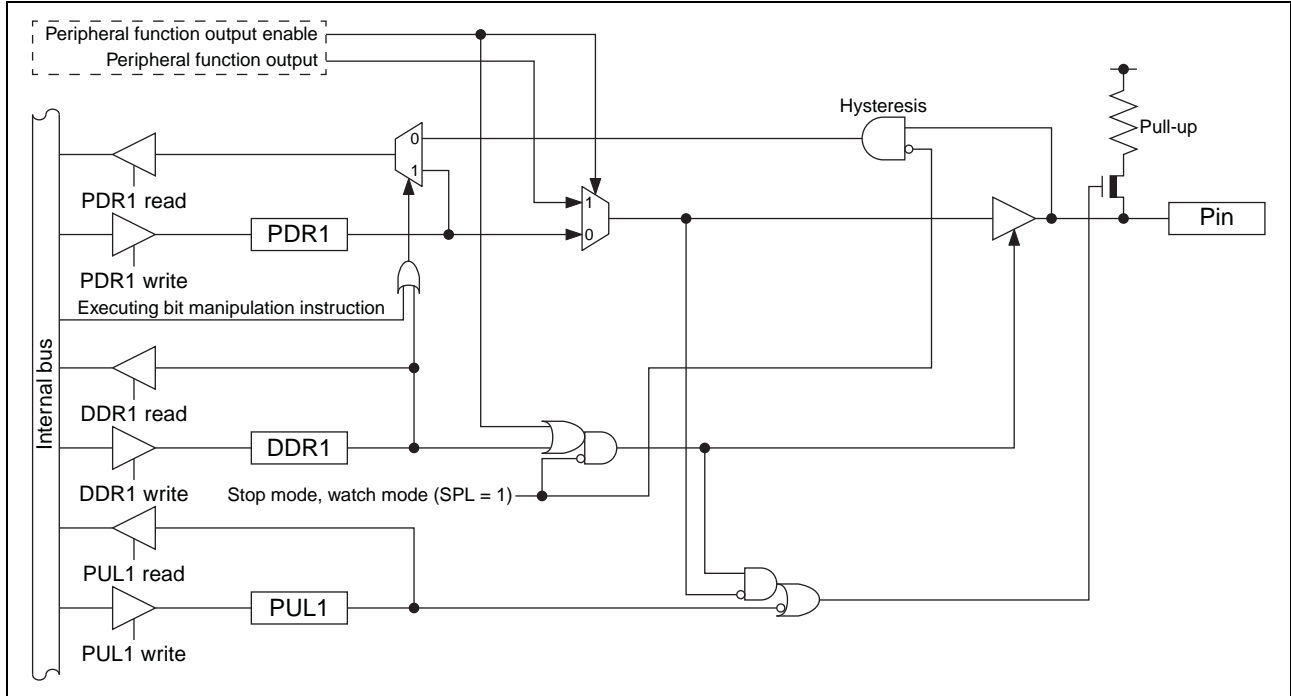 Peripheral function output enable
Peripheral function output
Hysteresis
Pull-up
0
1
PDR1 read
1
0
PDR1
Pin
PDR1 write
Executing bit manipulation instruction
Internal bus
DDR1 read
DDR1
DDR1 write
Stop mode, watch mode (SPL = 1)
PUL1 read
PUL1
PUL1 write